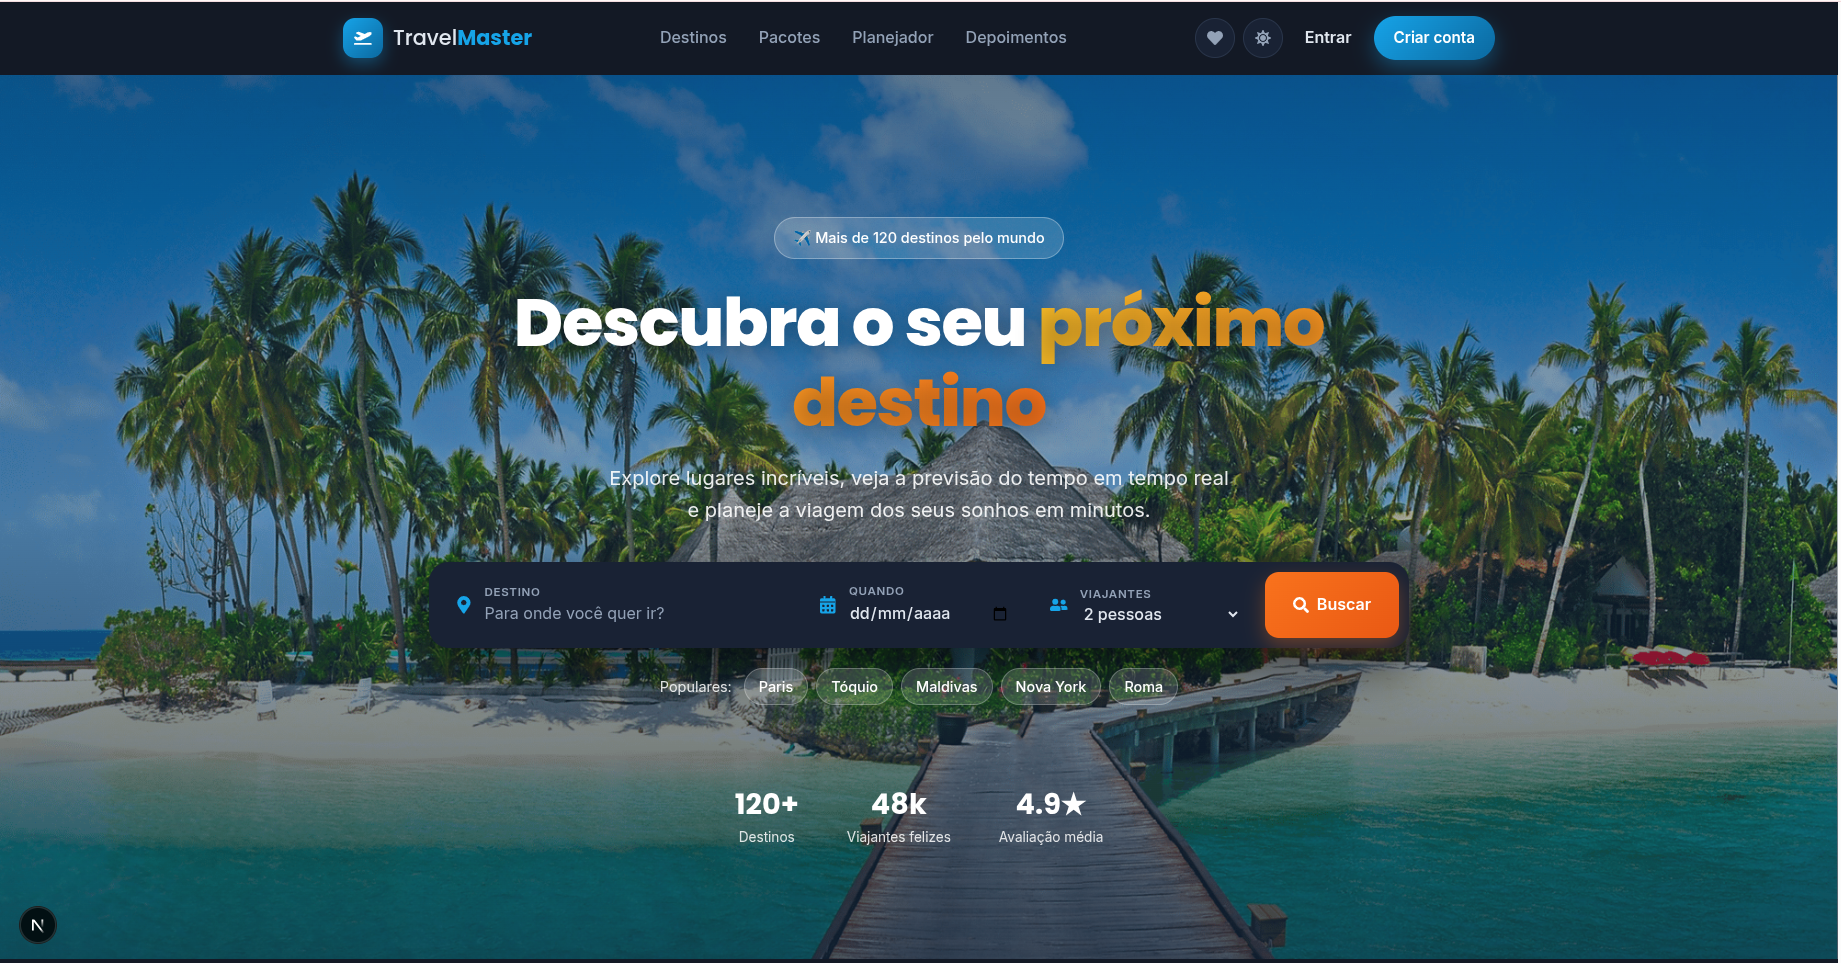 TravelMaster
Destinos
Pacotes
Planejador
Depoimentos
Entrar
Criar conta
✈️ Mais de 120 destinos pelo mundo
Descubra o seu próximo
destino
Explore lugares incríveis, veja a previsão do tempo em tempo real
e planeje a viagem dos seus sonhos em minutos.
DESTINO
Para onde você quer ir?
QUANDO
dd/mm/aaaa
VIAJANTES
2 pessoas
Buscar
Populares:
Paris
Tóquio
Maldivas
Nova York
Roma
120+
Destinos
48k
Viajantes felizes
4.9★
Avaliação média
N